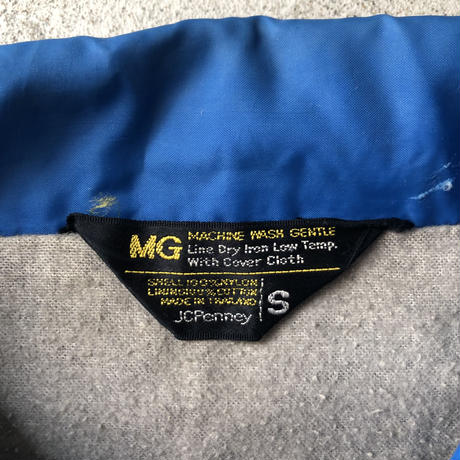 MG
MACHINE WASH GENTLE
Line Dry Iron Low Temp.
With Cover Cloth
SHELL 100% NYLON
LINING 100% COTTON
MADE IN THAILAND
JCPenney
S